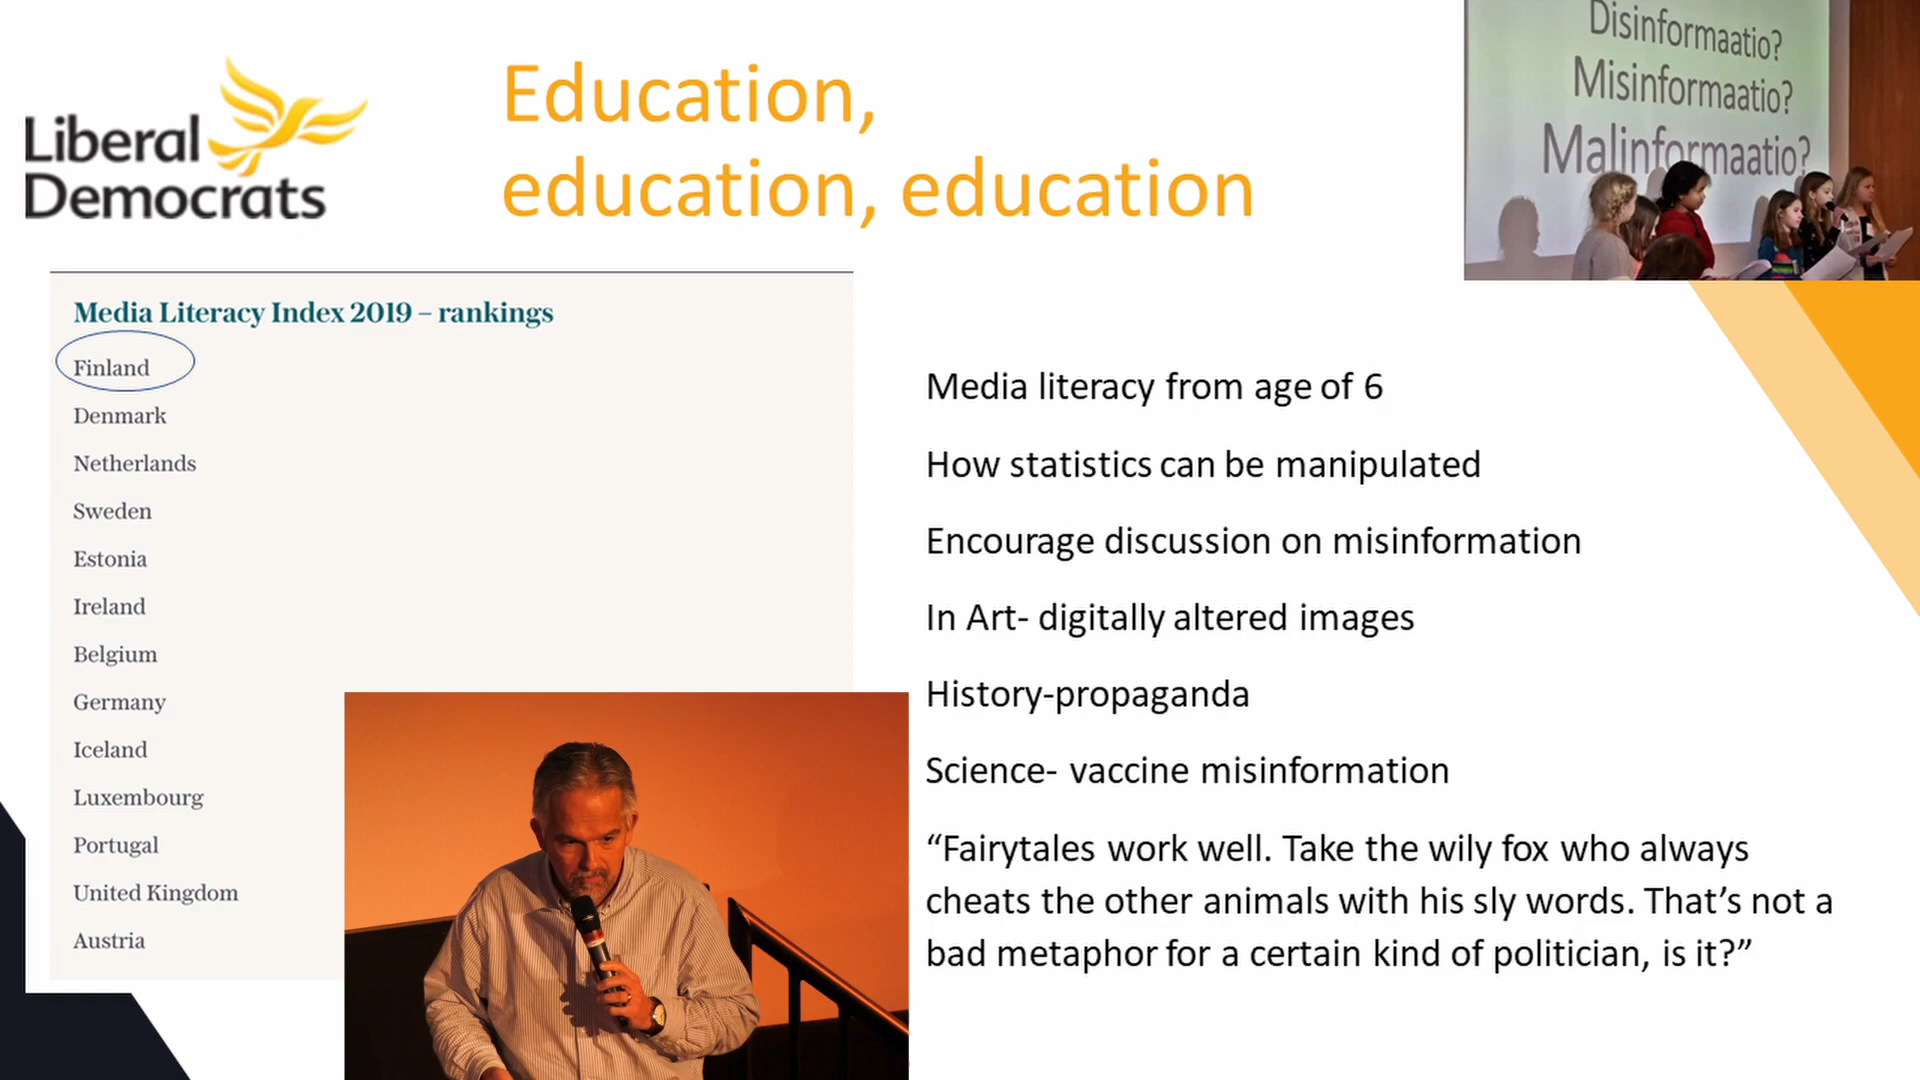 Liberal
Democrats
Education,
education, education
Disinformaatio?
Misinformaatio?
Malinformaatio?
Media Literacy Index 2019 – rankings
Finland
Denmark
Netherlands
Sweden
Estonia
Ireland
Belgium
Germany
Iceland
Luxembourg
Portugal
United Kingdom
Austria
Media literacy from age of 6
How statistics can be manipulated
Encourage discussion on misinformation
In Art- digitally altered images
History-propaganda
Science- vaccine misinformation
“Fairytales work well. Take the wily fox who always
cheats the other animals with his sly words. That’s not a
bad metaphor for a certain kind of politician, is it?”